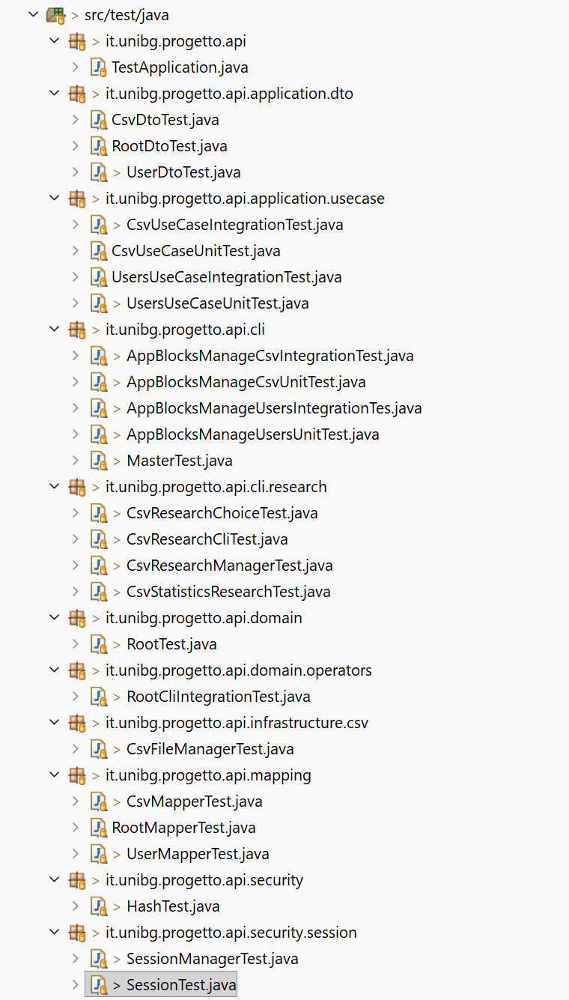 > src/test/java
> it.unibg.progetto.api
TestApplication.java
> it.unibg.progetto.api.application.dto
CsvDtoTest.java
RootDtoTest.java
> UserDtoTest.java
> it.unibg.progetto.api.application.usecase
> CsvUseCaseIntegrationTest.java
CsvUseCaseUnitTest.java
UsersUseCaseIntegrationTest.java
> UsersUseCaseUnitTest.java
> it.unibg.progetto.api.cli
> AppBlocksManageCsvIntegrationTest.java
> AppBlocksManageCsvUnitTest.java
> AppBlocksManageUsersIntegrationTes.java
> AppBlocksManageUsersUnitTest.java
> MasterTest.java
> it.unibg.progetto.api.cli.research
> CsvResearchChoiceTest.java
> CsvResearchCliTest.java
> CsvResearchManagerTest.java
> CsvStatisticsResearchTest.java
> it.unibg.progetto.api.domain
> RootTest.java
> it.unibg.progetto.api.domain.operators
> RootCliIntegrationTest.java
> it.unibg.progetto.api.infrastructure.csv
> CsvFileManagerTest.java
> it.unibg.progetto.api.mapping
> CsvMapperTest.java
RootMapperTest.java
> UserMapperTest.java
> it.unibg.progetto.api.security
> HashTest.java
> it.unibg.progetto.api.security.session
> SessionManagerTest.java
> SessionTest.java